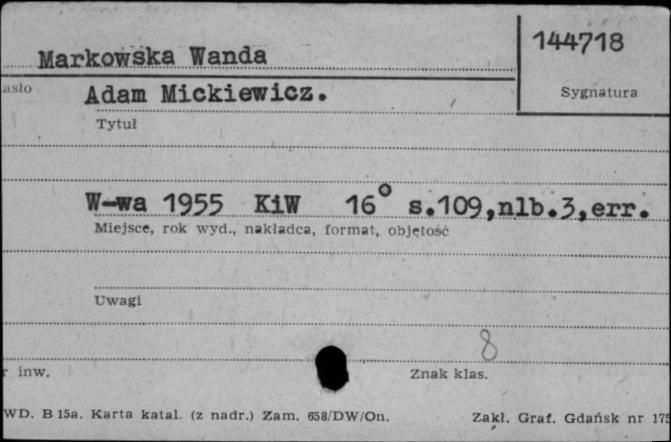 Markowska Wanda
144718
asło
Sygnatura
Adam Mickiewicz.
Tytuł
W-wa 1955 KiW 16° s.109,nlb.3,err.
Miejsce, rok wyd., nakładca, format, objętość
Uwagi
8
r inw.
Znak klas.
WD. B 15a. Karta katal. (z nadr.) Zam. 658/DW/On.
Zakł. Graf. Gdańsk nr 175